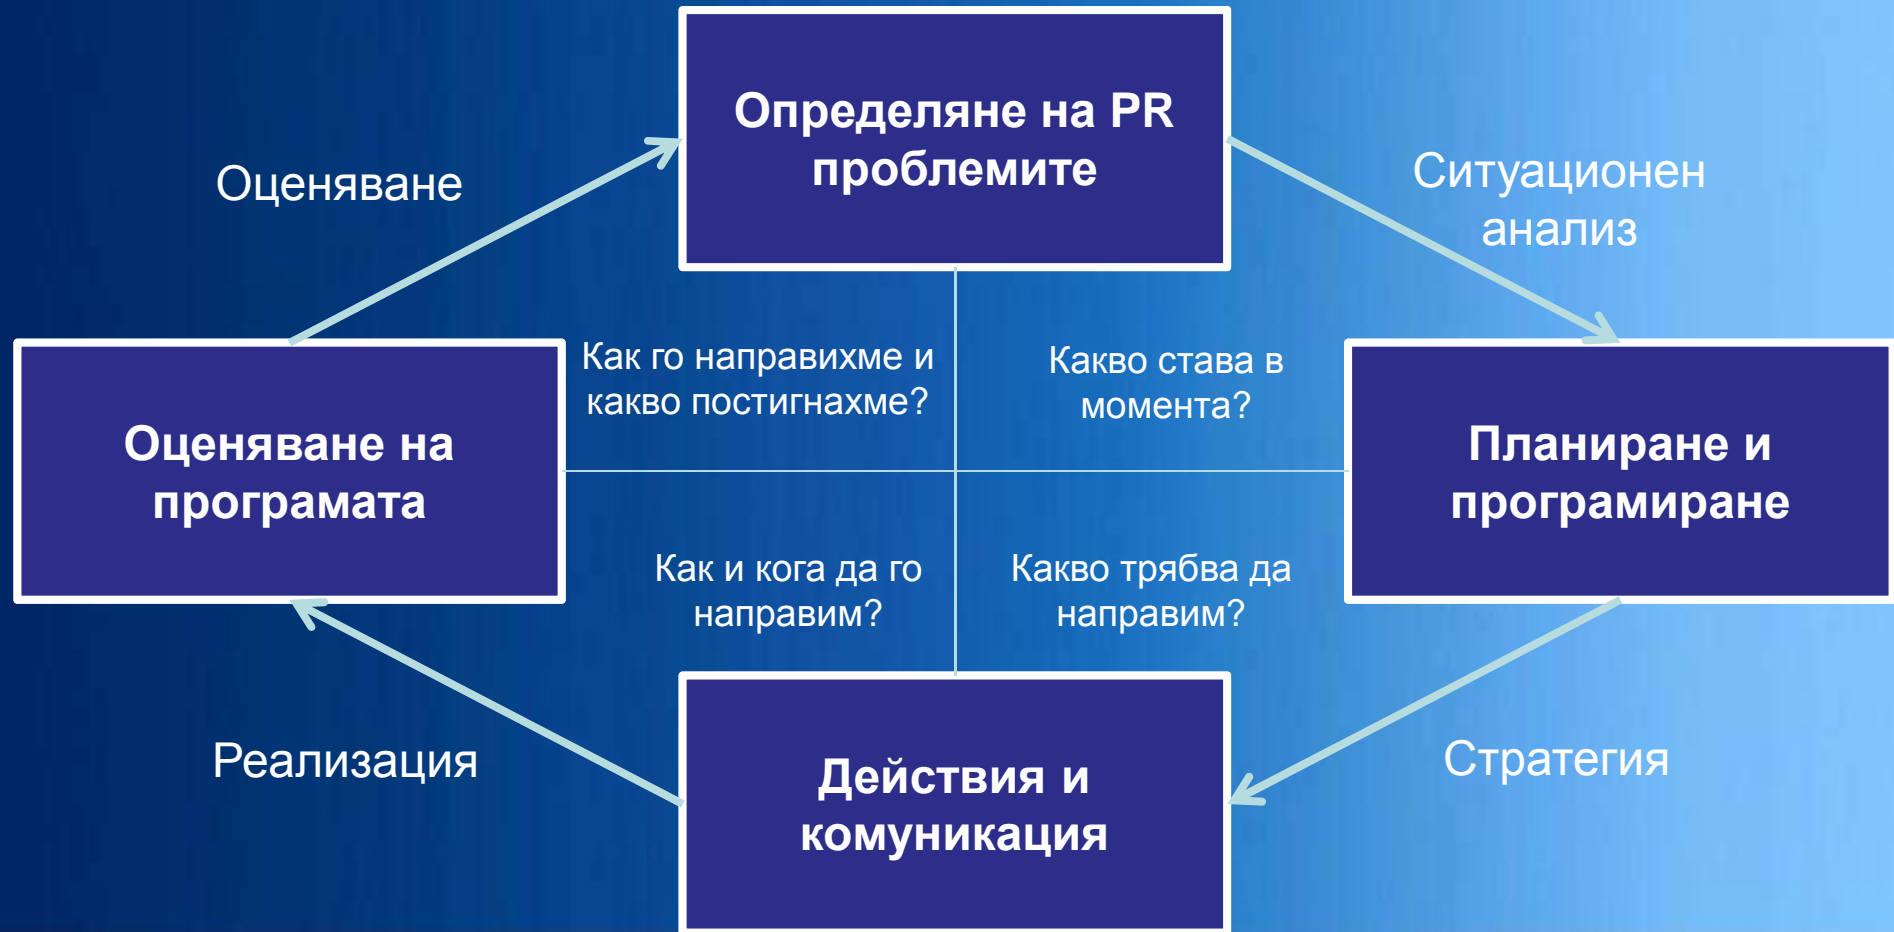 Определяне на PR
проблемите
Оценяване
Ситуационен
анализ
Как го направихме и
какво постигнахме?
Какво става в
момента?
Оценяване на
програмата
Планиране и
програмиране
Как и кога да го
направим?
Какво трябва да
направим?
Реализация
Действия и
комуникация
Стратегия